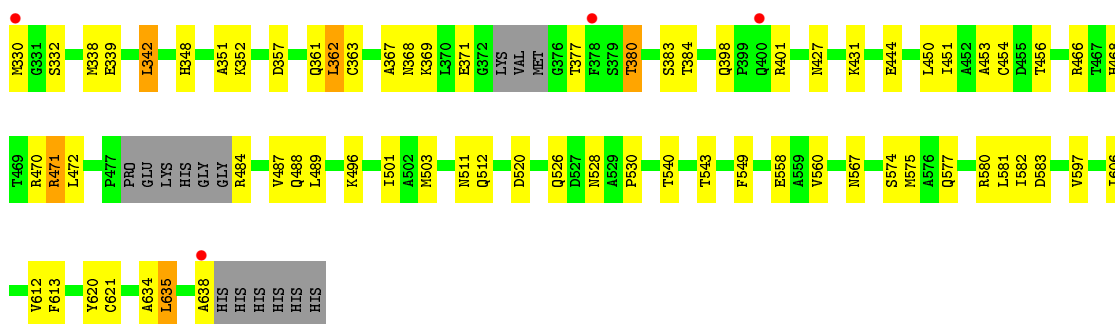 M330 G331 S332 M338 E339 L342 H348 A351 K352 D357 Q361 L362 C363 A367 N368 K369 L370 E371 G372 LYS VAL MET G376 T377 F378 S379 T380 S383 T384 Q398 P399 Q400 R401 N427 K431 E444 L450 I451 A452 A453 C454 D455 T456 R466 T467 H468
T469 R470 R471 L472 P477 PRO GLU LYS HIS GLY GLY R484 V487 Q488 L489 K496 I501 A502 M503 N511 Q512 D520 Q526 D527 N528 A529 P530 T540 T543 F549 E558 A559 V560 N567 S574 M575 A576 Q577 R580 L581 I582 D583 V597
V612 F613 Y620 C621 A634 L635 A638 HIS HIS HIS HIS HIS HIS